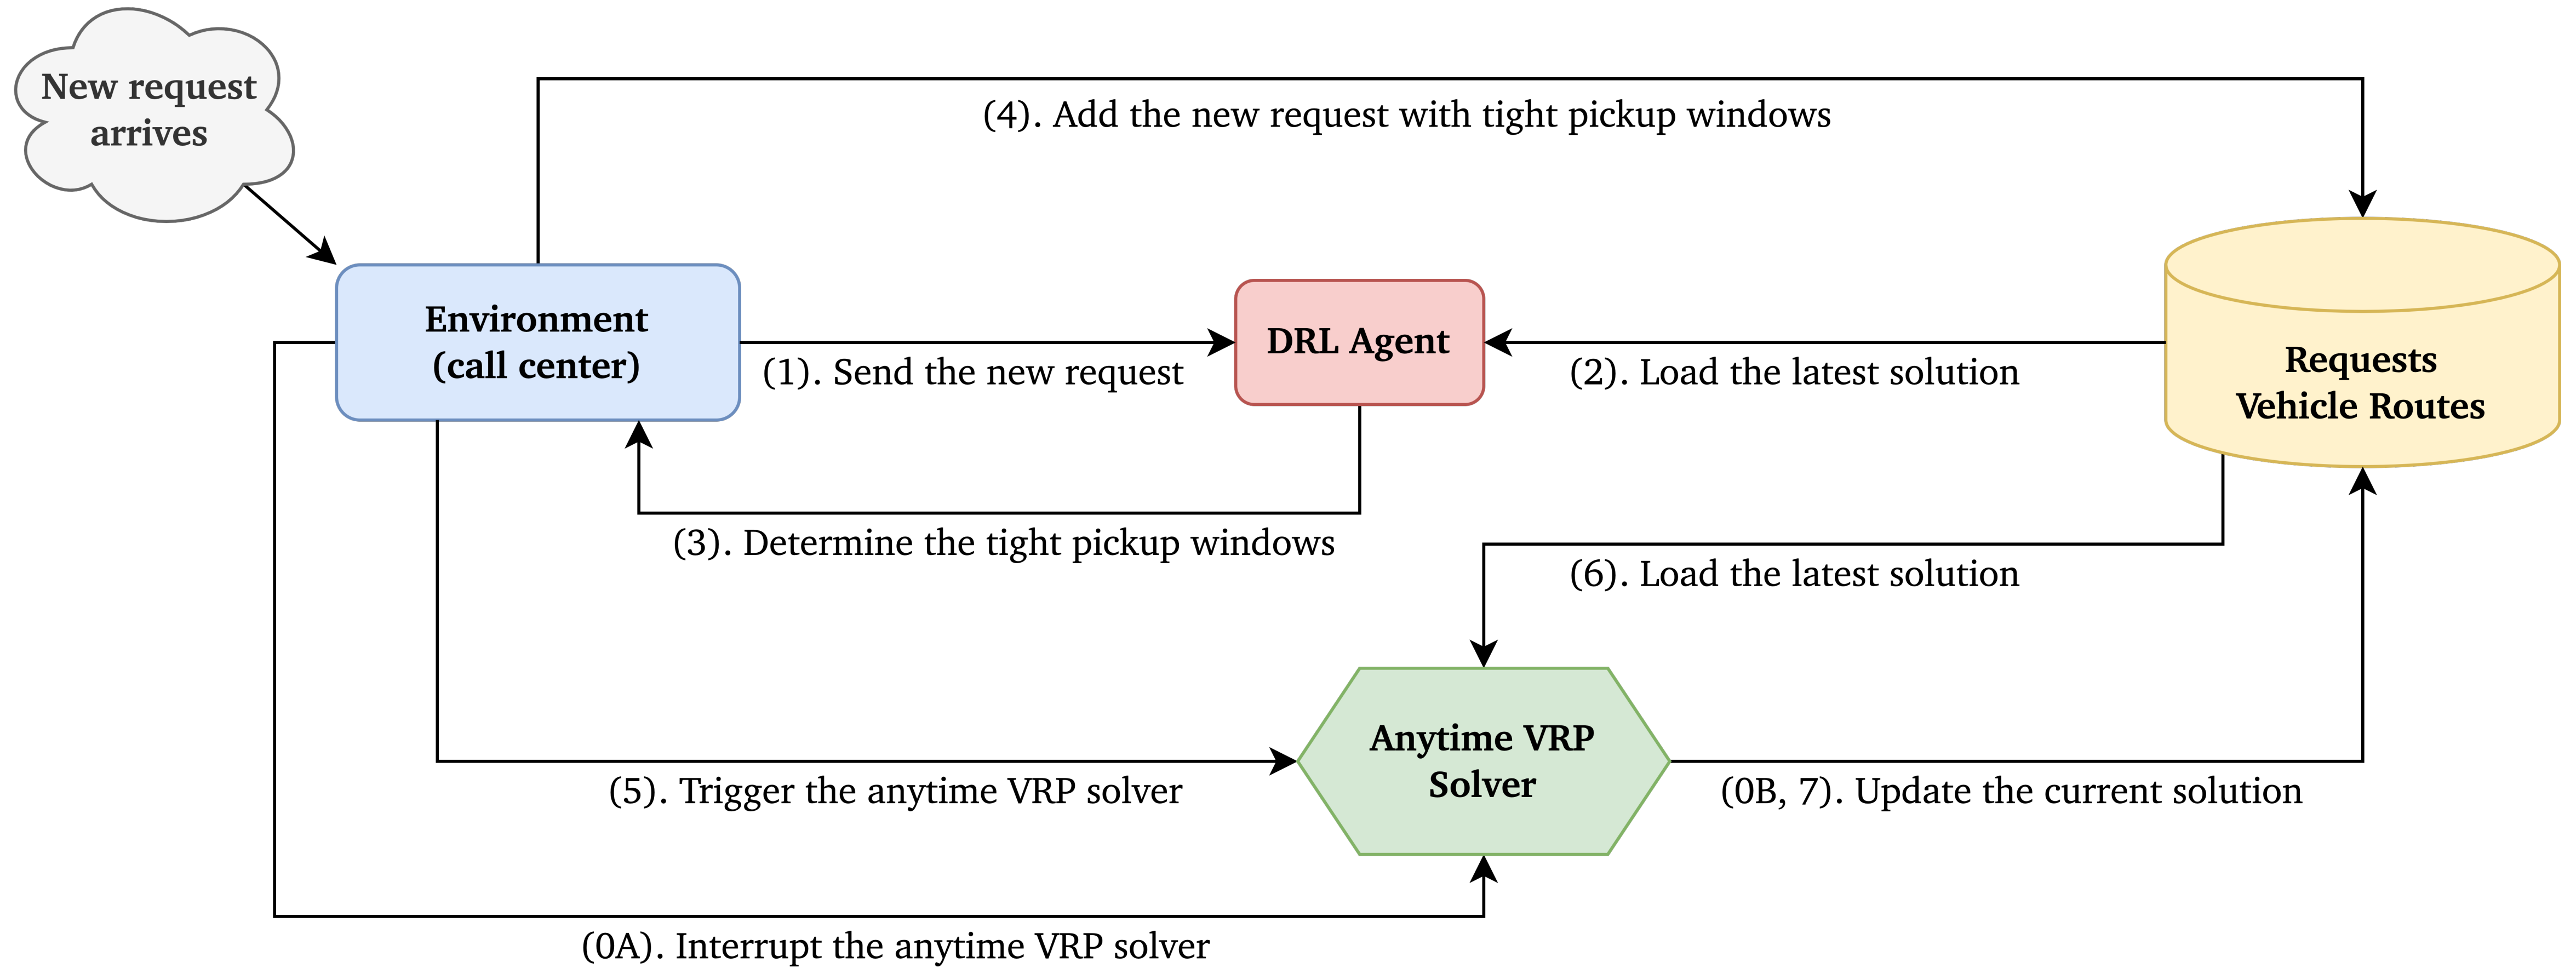 New request
arrives
(4). Add the new request with tight pickup windows
Environment
(call center)
(1). Send the new request
DRL Agent
(2). Load the latest solution
Requests
Vehicle Routes
(3). Determine the tight pickup windows
(6). Load the latest solution
Anytime VRP
Solver
(5). Trigger the anytime VRP solver
(0B, 7). Update the current solution
(0A). Interrupt the anytime VRP solver